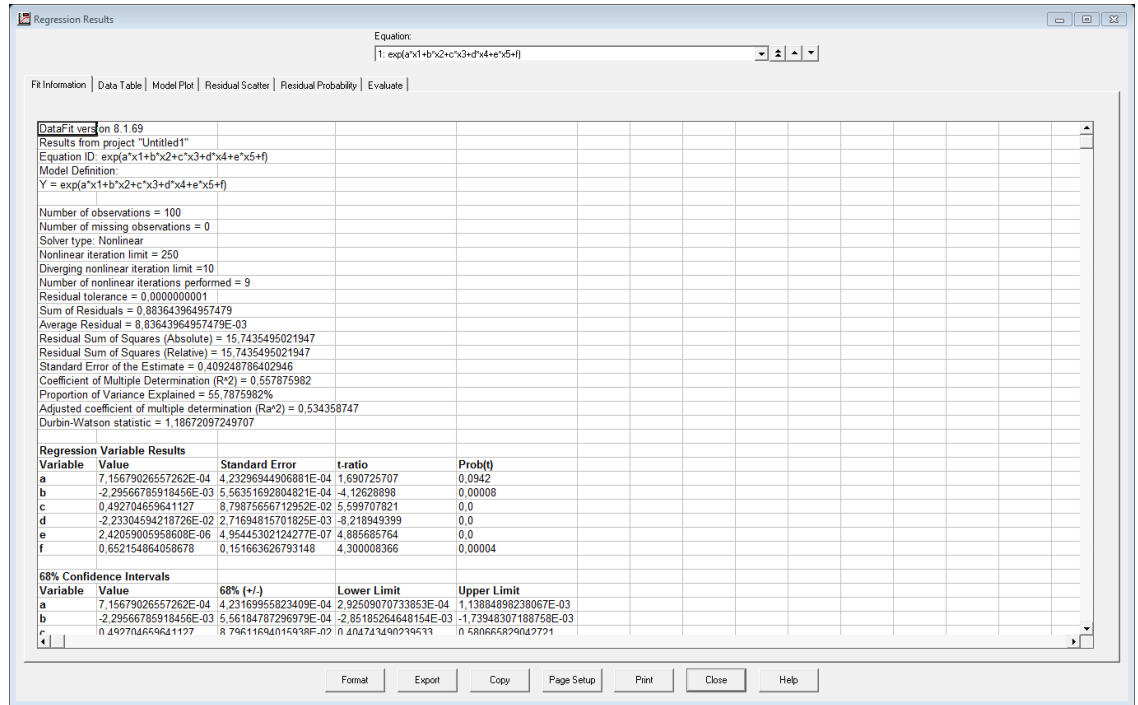 Regression Results
Equation:
1: exp(a*x1+b*x2+c*x3+d*x4+e*x5+f)
Fit Information Data Table Model Plot Residual Scatter Residual Probability Evaluate
DataFit version 8.1.69
Results from project "Untitled1"
Equation ID: exp(a*x1+b*x2+c*x3+d*x4+e*x5+f)
Model Definition:
Y = exp(a*x1+b*x2+c*x3+d*x4+e*x5+f)
Number of observations = 100
Number of missing observations = 0
Solver type: Nonlinear
Nonlinear iteration limit = 250
Diverging nonlinear iteration limit =10
Number of nonlinear iterations performed = 9
Residual tolerance = 0,0000000001
Sum of Residuals = 0,883643964957479
Average Residual = 8,83643964957479E-03
Residual Sum of Squares (Absolute) = 15,7435495021947
Residual Sum of Squares (Relative) = 15,7435495021947
Standard Error of the Estimate = 0,409248786402946
Coefficient of Multiple Determination (R^2) = 0,557875982
Proportion of Variance Explained = 55,7875982%
Adjusted coefficient of multiple determination (Ra^2) = 0,534358747
Durbin-Watson statistic = 1,18672097249707
Regression Variable Results
Variable Value Standard Error t-ratio Prob(t)
a 7,15679026557262E-04 4,23296944906881E-04 1,690725707 0,0942
b -2,29566785918456E-03 5,56351692804821E-04 -4,12628898 0,00008
c 0,492704659641127 8,79875656712952E-02 5,599707821 0,0
d -2,23304594218726E-02 2,71694815701825E-03 -8,218949399 0,0
e 2,42059005958608E-06 4,95445302124277E-07 4,885685764 0,0
f 0,652154864058678 0,151663626793148 4,300008366 0,00004
68% Confidence Intervals
Variable Value 68% (+/-) Lower Limit Upper Limit
a 7,15679026557262E-04 4,23169955823409E-04 2,92509070733853E-04 1,13884898238067E-03
b -2,29566785918456E-03 5,56184787296979E-04 -2,85185264648154E-03 -1,73948307188758E-03
c 0,492704659641127 8,79611694015938E-02 0,404743490239533 0,580665829042721
Format Export Copy Page Setup Print Close Help